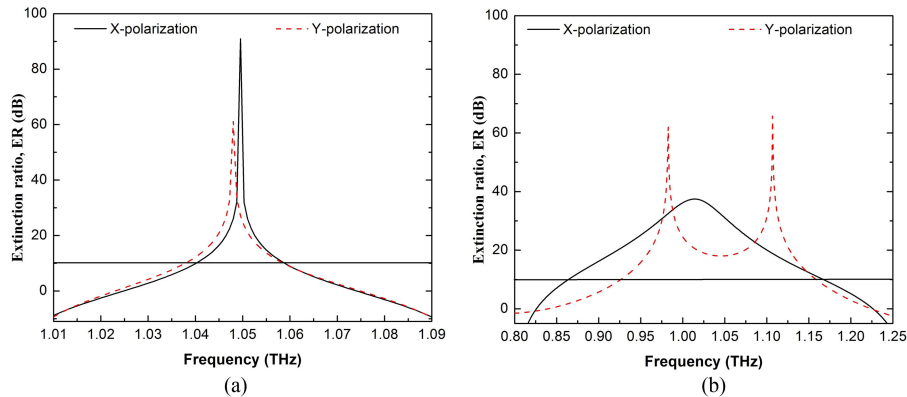 X-polarization Y-polarization
Extinction ratio, ER (dB)
100
80
60
40
20
0
1.01 1.02 1.03 1.04 1.05 1.06 1.07 1.08 1.09
Frequency (THz)
(a)
X-polarization Y-polarization
Extinction ratio, ER (dB)
100
80
60
40
20
0
0.80 0.85 0.90 0.95 1.00 1.05 1.10 1.15 1.20 1.25
Frequency (THz)
(b)